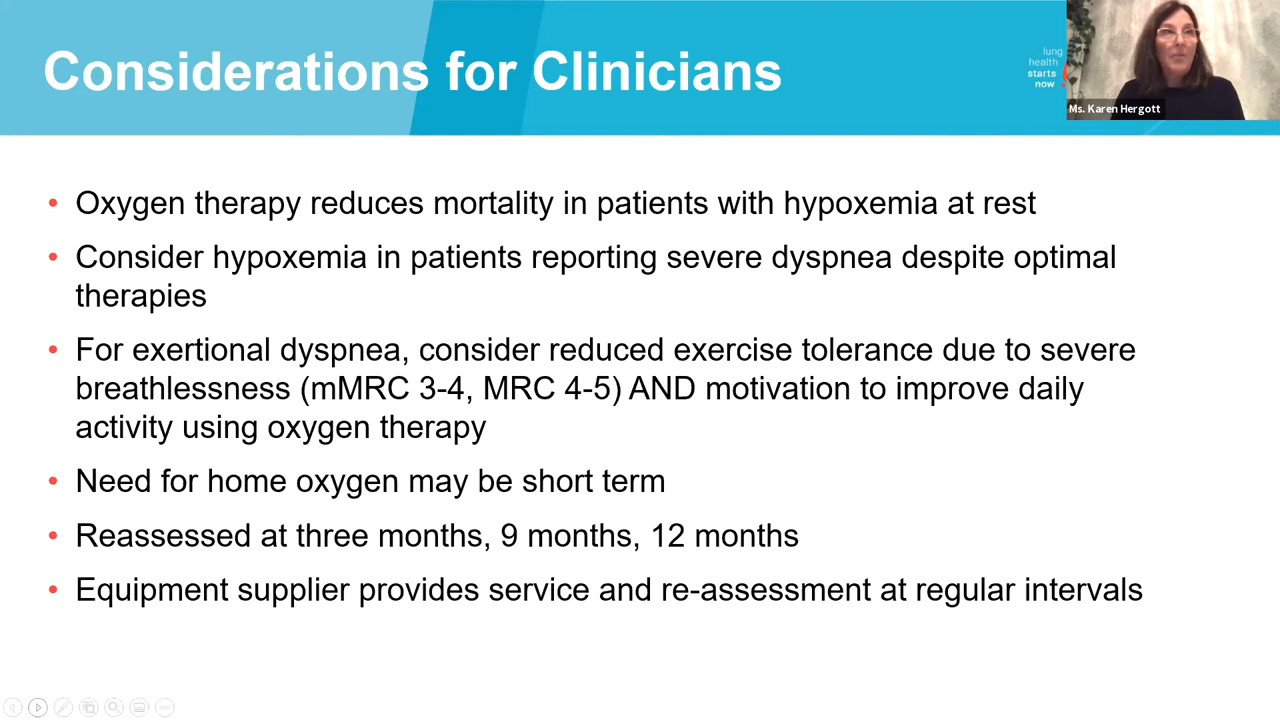 Considerations for Clinicians
lung
health
starts
now
Ms. Karen Hergott
• Oxygen therapy reduces mortality in patients with hypoxemia at rest
• Consider hypoxemia in patients reporting severe dyspnea despite optimal
therapies
• For exertional dyspnea, consider reduced exercise tolerance due to severe
breathlessness (mMRC 3-4, MRC 4-5) AND motivation to improve daily
activity using oxygen therapy
• Need for home oxygen may be short term
• Reassessed at three months, 9 months, 12 months
• Equipment supplier provides service and re-assessment at regular intervals